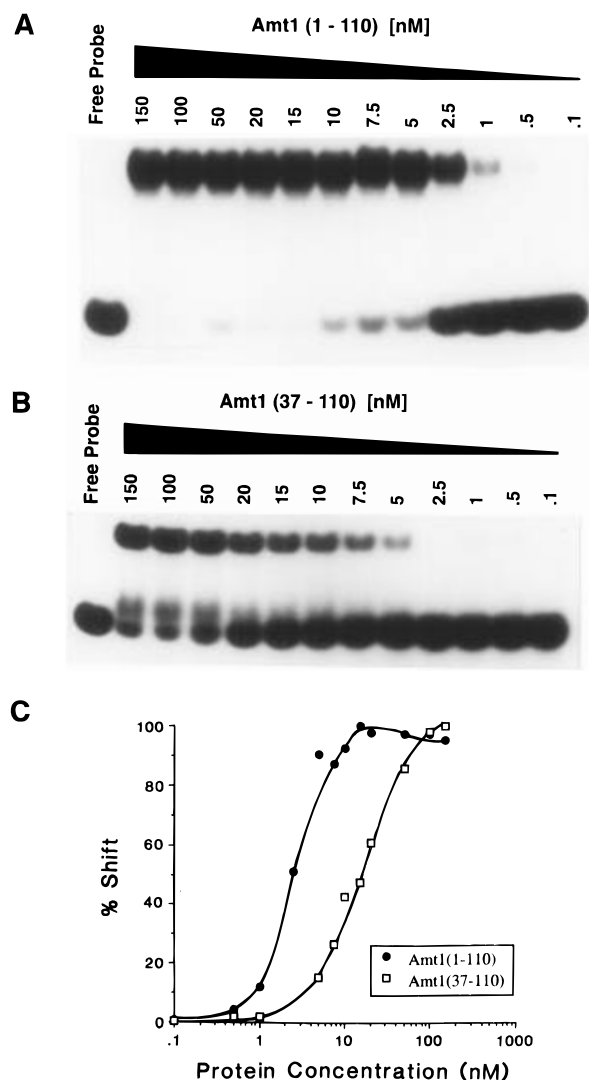 A
Amt1 (1 - 110) [nM]
Free Probe 150 100 50 20 15 10 7.5 5 2.5 1 .5 .1
B
Amt1 (37 - 110) [nM]
Free Probe 150 100 50 20 15 10 7.5 5 2.5 1 .5 .1
C
100
80
60
40
20
0
% Shift
Amt1(1-110)
Amt1(37-110)
.1 1 10 100 1000
Protein Concentration (nM)